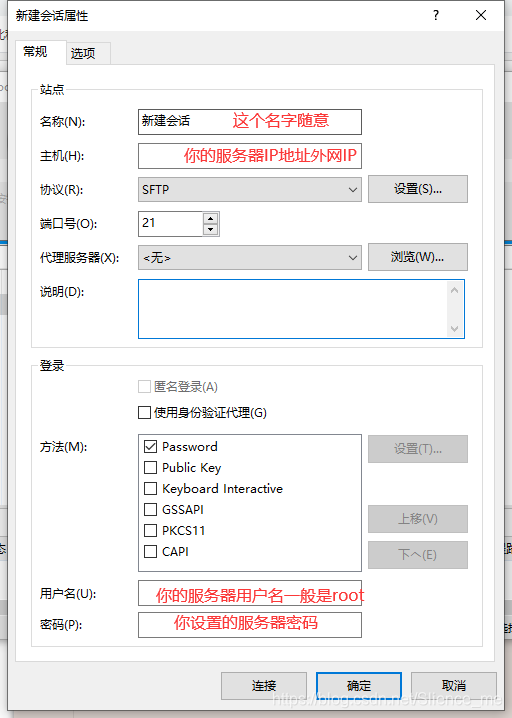 新建会话属性
?
常规 选项
站点
名称(N): 新建会话 这个名字随意
主机(H): 你的服务器IP地址外网IP
协议(R): SFTP 设置(S)...
端口号(O): 21
代理服务器(X): <无> 浏览(W)...
说明(D):
登录
匿名登录(A)
使用身份验证代理(G)
方法(M): Password 设置(T)...
Public Key
Keyboard Interactive
GSSAPI 上移(V)
PKCS11
CAPI 下へ(E)
用户名(U): 你的服务器用户名一般是root
密码(P): 你设置的服务器密码
连接 确定 取消
https://blog.csdn.net/Silence_me